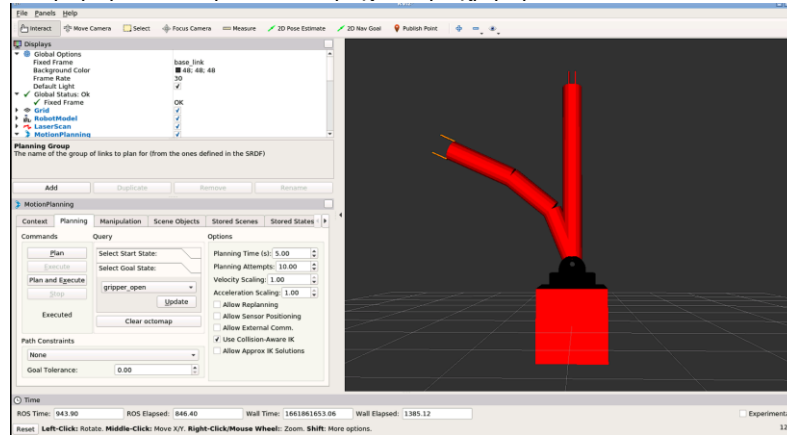 File Panels Help
Interact Move Camera Select Focus Camera Measure 2D Pose Estimate 2D Nav Goal Publish Point
Displays
Global Options
Fixed Frame base_link
Background Color 48; 48; 48
Frame Rate 30
Default Light
Global Status: Ok
Fixed Frame OK
Grid
RobotModel
LaserScan
MotionPlanning
Planning Group
The name of the group of links to plan for (from the ones defined in the SRDF)
Add Duplicate Remove Rename
MotionPlanning
Context Planning Manipulation Scene Objects Stored Scenes Stored States
Commands Query Options
Plan Select Start State: Planning Time (s): 5.00
Execute Select Goal State: Planning Attempts: 10.00
Plan and Execute gripper_open Velocity Scaling: 1.00
Stop Update Acceleration Scaling: 1.00
Executed Clear octomap Allow Replanning
Allow Sensor Positioning
Allow External Comm.
Path Constraints Use Collision-Aware IK
None Allow Approx IK Solutions
Goal Tolerance: 0.00
Time
ROS Time: 943.90 ROS Elapsed: 846.40 Wall Time: 1661861653.06 Wall Elapsed: 1385.12 Experimenta
Reset Left-Click: Rotate. Middle-Click: Move X/Y. Right-Click/Mouse Wheel: Zoom. Shift: More options. 12